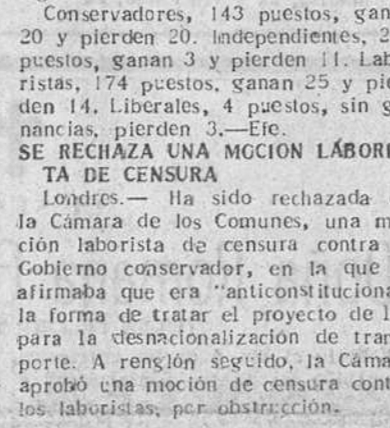 Conservadores, 143 puestos, gan
20 y pierden 20. Independientes, 2
puestos, ganan 3 y pierden 11. Lab
ristas, 174 puestos, ganan 25 y pie
den 14. Liberales, 4 puestos, sin g
nancias, pierden 3.—Efe.
SE RECHAZA UNA MOCION LABORI
TA DE CENSURA
Londres.— Ha sido rechazada
la Cámara de los Comunes, una m
ción laborista de censura contra
Gobierno conservador, en la que
afirmaba que era "anticonstituciona
la forma de tratar el proyecto de l
para la desnacionalización de tran
porte. A renglón seguido, la Cáma
aprobó una moción de censura cont
los laboristas, por obstrucción.